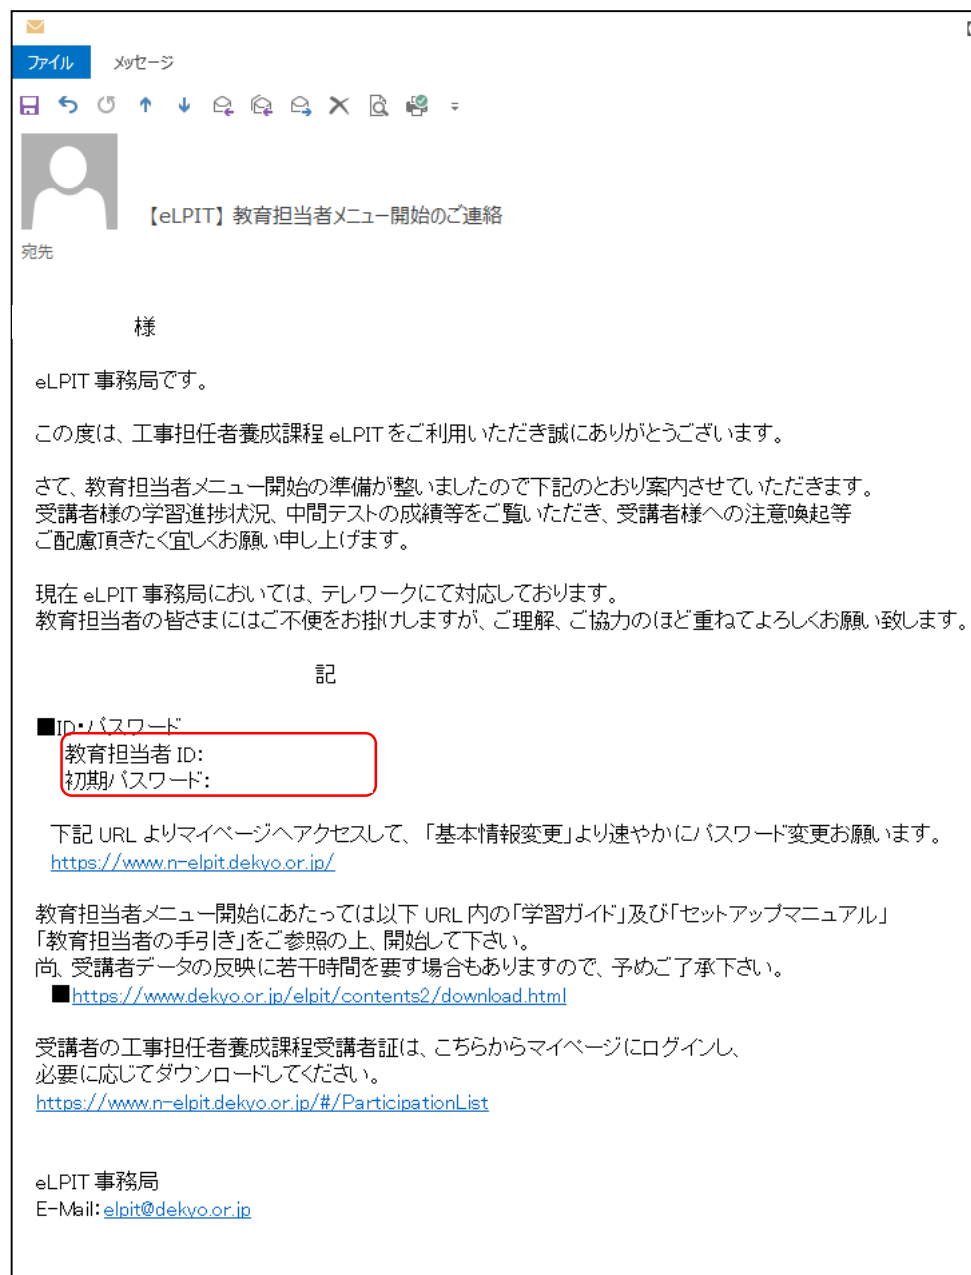 ファイル メッセージ
【eLPIT】教育担当者メニュー開始のご連絡
宛先
様
eLPIT 事務局です。
この度は、工事担任者養成課程 eLPITをご利用いただき誠にありがとうございます。
さて、教育担当者メニュー開始の準備が整いましたので下記のとおり案内させていただきます。
受講者様の学習進捗状況、中間テストの成績等をご覧いただき、受講者様への注意喚起等
ご配慮頂きたく宜しくお願い申し上げます。
現在 eLPIT 事務局においては、テレワークにて対応しております。
教育担当者の皆さまにはご不便をお掛けしますが、ご理解、ご協力のほど重ねてよろしくお願い致します。
記
■ID・パスワード
教育担当者 ID:
初期パスワード:
下記 URL よりマイページへアクセスして、「基本情報変更」より速やかにパスワード変更お願います。
https://www.n-elpit.dekyo.or.jp/
教育担当者メニュー開始にあたっては以下 URL 内の「学習ガイド」及び「セットアップマニュアル」
「教育担当者の手引き」をご参照の上、開始して下さい。
尚、受講者データの反映に若干時間を要す場合もありますので、予めご了承下さい。
■https://www.dekyo.or.jp/elpit/contents2/download.html
受講者の工事担任者養成課程受講者証は、こちらからマイページにログインし、
必要に応じてダウンロードしてください。
https://www.n-elpit.dekyo.or.jp/#/ParticipationList
eLPIT 事務局
E-Mail:elpit@dekyo.or.jp